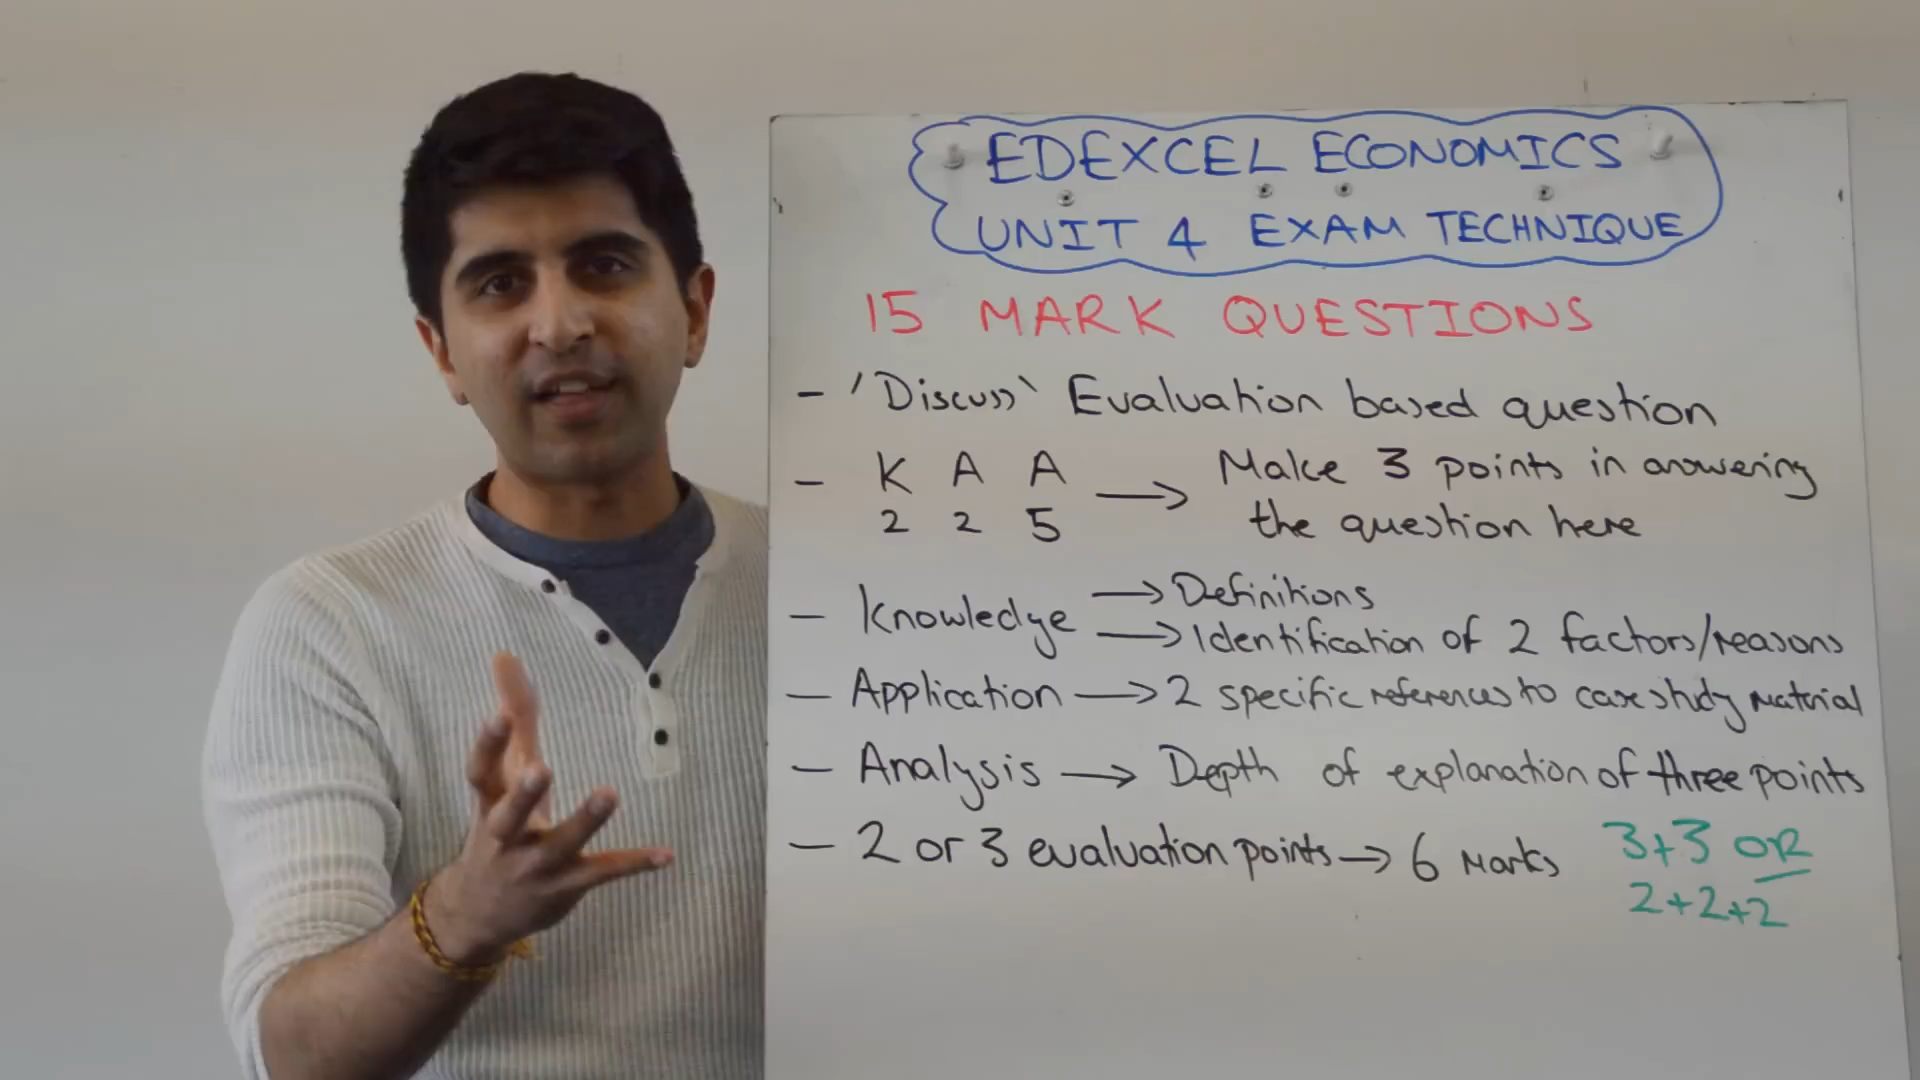 EDEXCEL ECONOMICS
UNIT 4 EXAM TECHNIQUE
15 MARK QUESTIONS
- 'Discuss' Evaluation based question
- K A A → Make 3 points in answering
2 2 5 the question here
- Knowledge → Definitions
→ Identification of 2 factors/reasons
- Application → 2 specific references to case study material
- Analysis → Depth of explanation of three points
- 2 or 3 evaluation points → 6 marks 3+3 OR
2+2+2